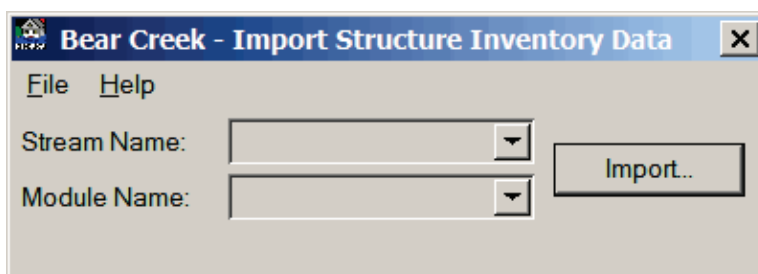 Bear Creek - Import Structure Inventory Data
File Help
Stream Name:
Import...
Module Name: